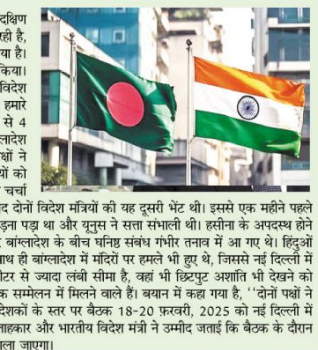 दक्षिण
रही है,
गया है।
किया।
विदेश
हमारे
से 4
लादेश
क्षों ने
यों को
चर्चा
द दोनों विदेश मंत्रियों की यह दूसरी भेंट थी। इससे एक महीने पहले
ड़ना पड़ा था और यूनुस ने सत्ता संभाली थी। हसीना के अपदस्थ होने
बांग्लादेश के बीच घनिष्ठ संबंध गंभीर तनाव में आ गए थे। हिंदुओं
ाथ ही बांग्लादेश में मंदिरों पर हमले भी हुए थे, जिससे नई दिल्ली में
ीटर से ज्यादा लंबी सीमा है, वहां भी छिटपुट अशांति भी देखने को
क सम्मेलन में मिलने वाले हैं। बयान में कहा गया है, ''दोनों पक्षों ने
देशकों के स्तर पर बैठक 18-20 फ़रवरी, 2025 को नई दिल्ली में
लाहकार और भारतीय विदेश मंत्री ने उम्मीद जताई कि बैठक के दौरान
ाला जाएगा।